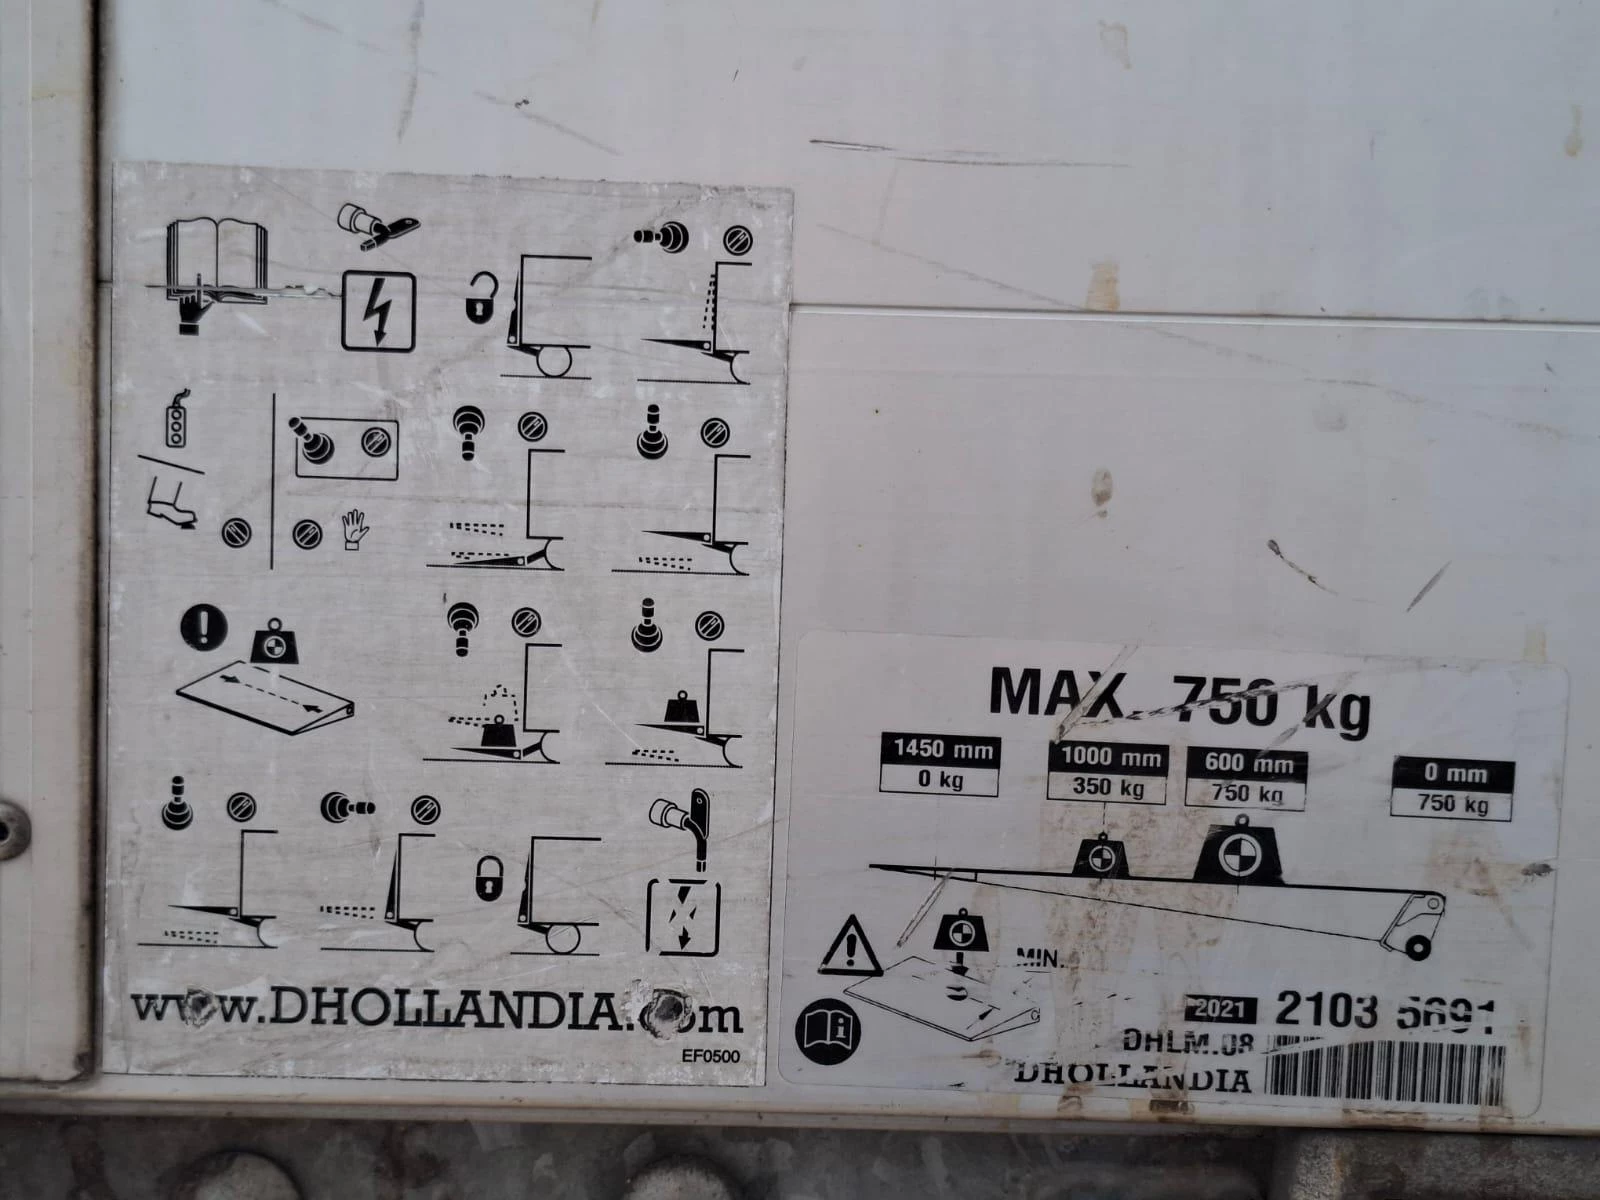 www.DHOLLANDIA.com
EF0500
MAX. 750 kg
1450 mm
0 kg
1000 mm
350 kg
600 mm
750 kg
0 mm
750 kg
MIN.
2021 2103 5691
DHLM.08
DHOLLANDIA